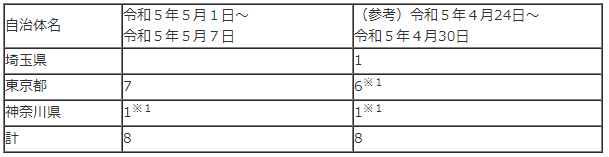 自治体名 令和５年５月１日～ （参考）令和５年４月24日～
令和５年５月７日 令和５年４月30日
埼玉県 1
東京都 7 6※１
神奈川県 1※１ 1※１
計 8 8